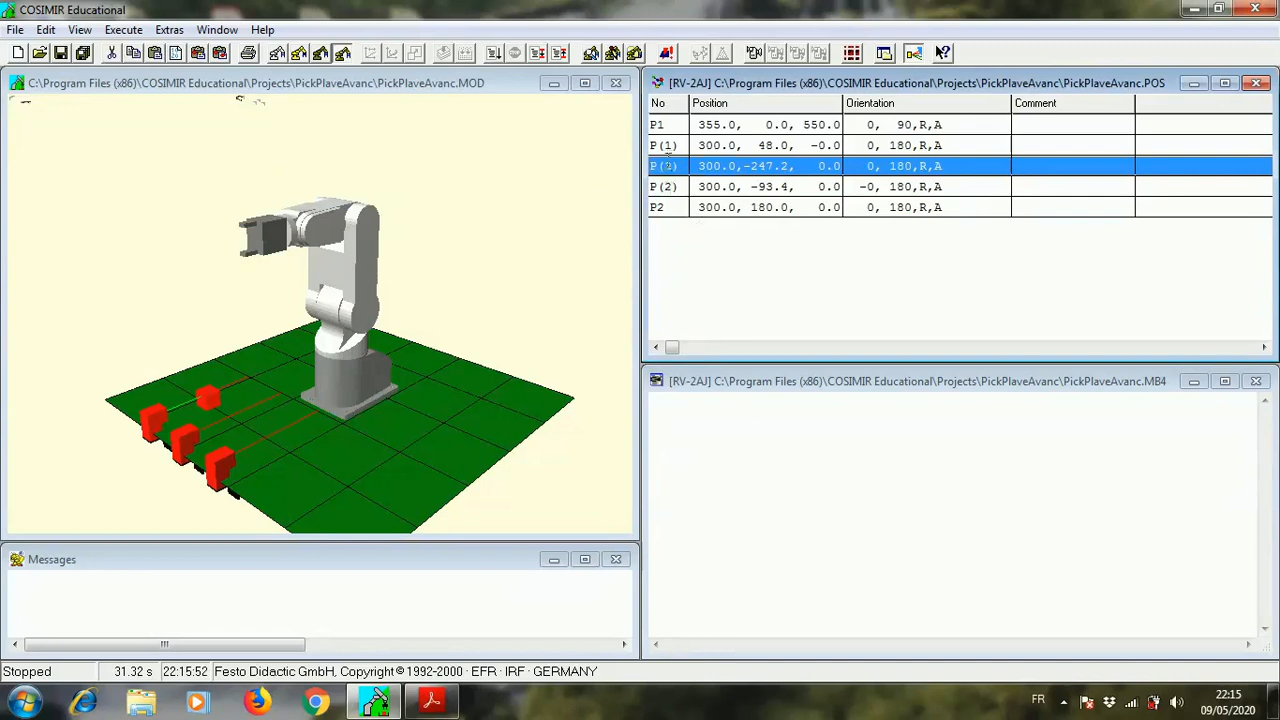 COSIMIR Educational
File Edit View Execute Extras Window Help
C:\Program Files (x86)\COSIMIR Educational\Projects\PickPlaveAvanc\PickPlaveAvanc.MOD
[RV-2AJ] C:\Program Files (x86)\COSIMIR Educational\Projects\PickPlaveAvanc\PickPlaveAvanc.POS
No Position Orientation Comment
P1 355.0, 0.0, 550.0 0, 90,R,A
P(1) 300.0, 48.0, -0.0 0, 180,R,A
300.0,-247.2, 0.0 0, 180,R,A
P(2) 300.0, -93.4, 0.0 -0, 180,R,A
P2 300.0, 180.0, 0.0 0, 180,R,A
[RV-2AJ] C:\Program Files (x86)\COSIMIR Educational\Projects\PickPlaveAvanc\PickPlaveAvanc.MB4
Messages
Stopped 31.32 s 22:15:52 Festo Didactic GmbH, Copyright © 1992-2000 - EFR - IRF - GERMANY
FR 22:15
09/05/2020